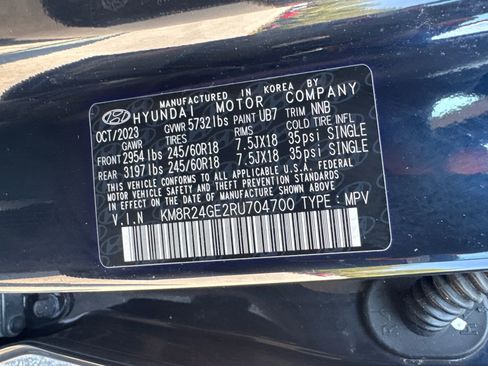 MANUFACTURED IN KOREA BY
HYUNDAI MOTOR COMPANY
OCT/2023 GVWR 5732 lbs PAINT UB7 TRIM NNB
GAWR TIRES RIMS COLD TIRE INFL
FRONT 2954 lbs 245/60R18 7.5JX18 35psi SINGLE
REAR 3197 lbs 245/60R18 7.5JX18 35psi SINGLE
THIS VEHICLE CONFORMS TO ALL APPLICABLE U.S.A. FEDERAL
MOTOR VEHICLE SAFETY AND THEFT PREVENTION STANDARDS
IN EFFECT ON THE DATE OF MANUFACTURE SHOWN ABOVE.
V.I.N KM8R24GE2RU704700 TYPE : MPV